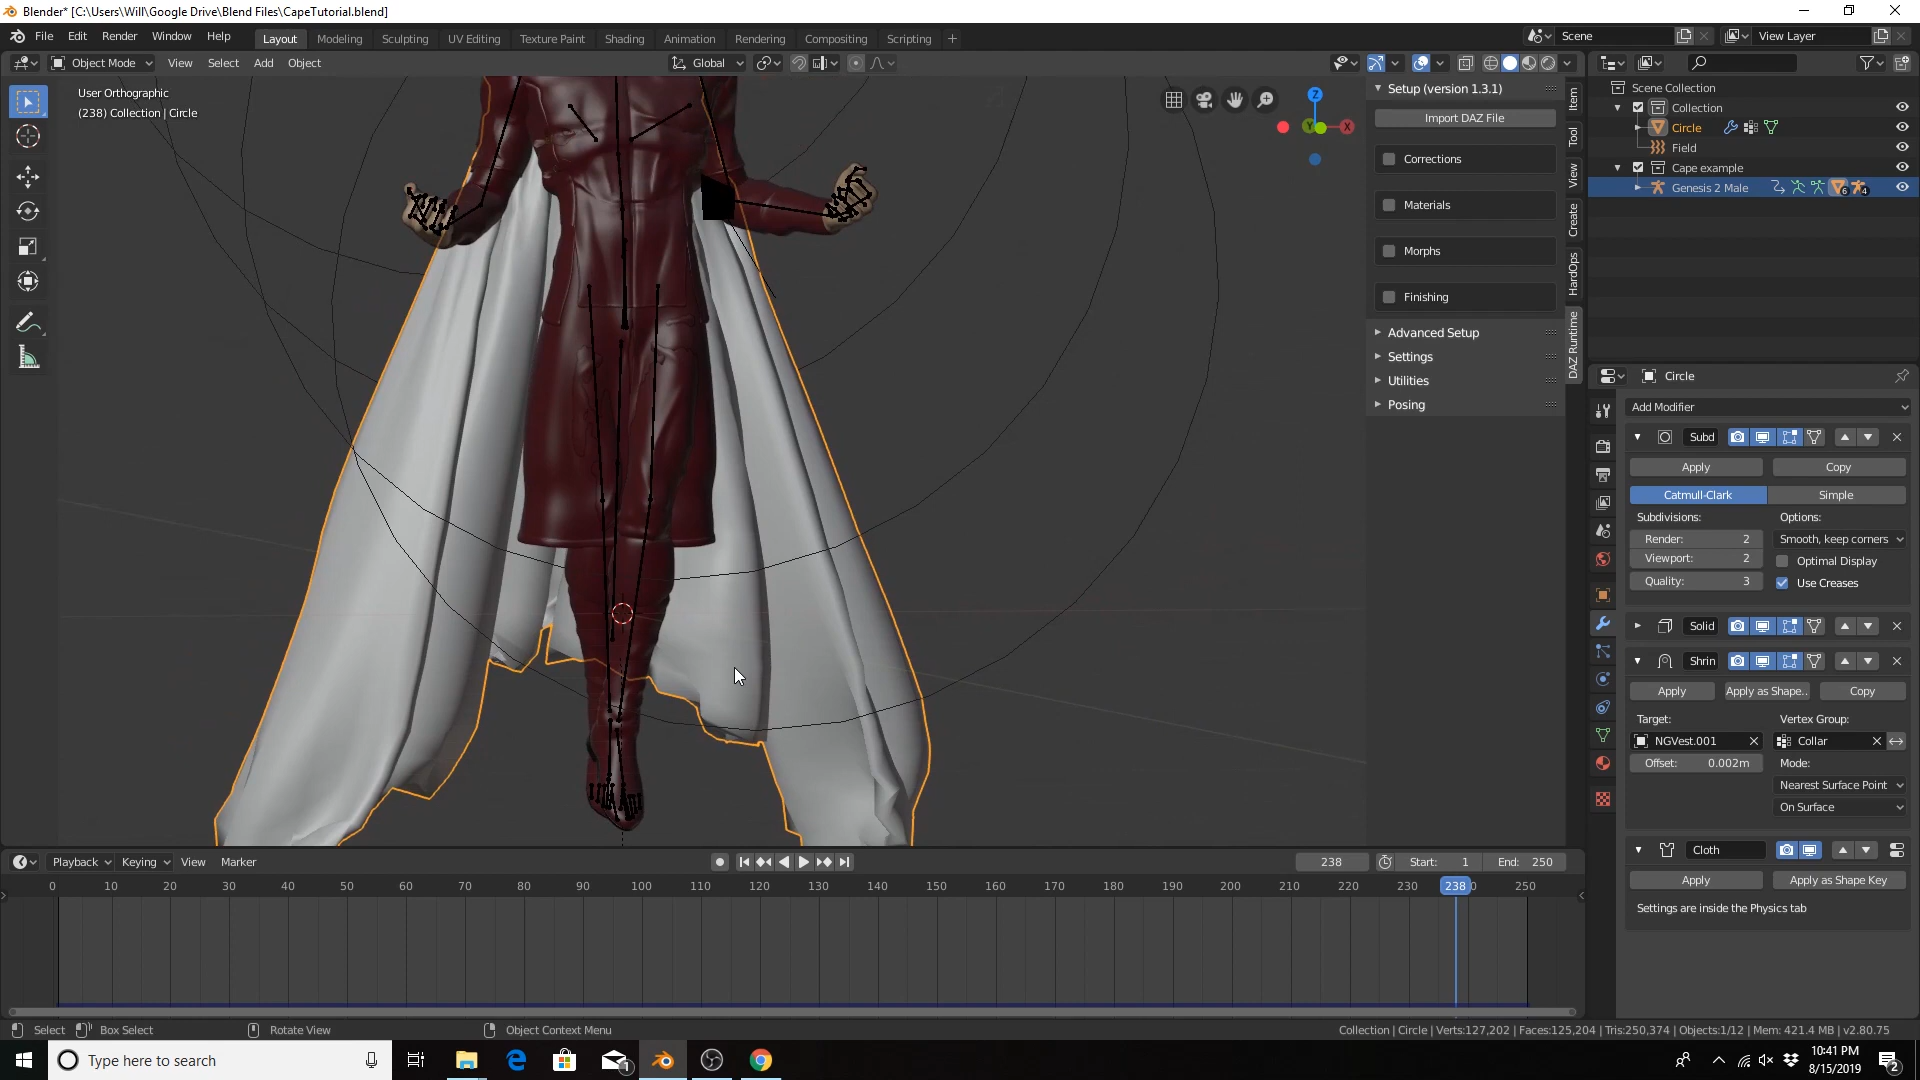 Blender* [C:\Users\Will\Google Drive\Blend Files\CapeTutorial.blend]
File Edit Render Window Help Layout Modeling Sculpting UV Editing Texture Paint Shading Animation Rendering Compositing Scripting + Scene View Layer
Object Mode View Select Add Object Global
User Orthographic
(238) Collection | Circle
Z
Y
X
Setup (version 1.3.1)
Import DAZ File
Corrections
Materials
Morphs
Finishing
Advanced Setup
Settings
Utilities
Posing
Item
Tool
View
Create
HardOps
DAZ Runtime
Scene Collection
Collection
Circle
Field
Cape example
Genesis 2 Male 6 4
Circle
Add Modifier
Subd
Apply Copy
Catmull-Clark Simple
Subdivisions: Options:
Render: 2 Smooth, keep corners
Viewport: 2 Optimal Display
Quality: 3 Use Creases
Solid
Shrin
Apply Apply as Shape.. Copy
Target: Vertex Group:
NGVest.001 Collar
Offset: 0.002m Mode:
Nearest Surface Point
On Surface
Cloth
Apply Apply as Shape Key
Settings are inside the Physics tab
Playback Keying View Marker 238 Start: 1 End: 250
0 10 20 30 40 50 60 70 80 90 100 110 120 130 140 150 160 170 180 190 200 210 220 230 238 0 250
Select Box Select Rotate View Object Context Menu Collection | Circle | Verts:127,202 | Faces:125,204 | Tris:250,374 | Objects:1/12 | Mem: 421.4 MB | v2.80.75
Type here to search 1 10:41 PM
8/15/2019 2